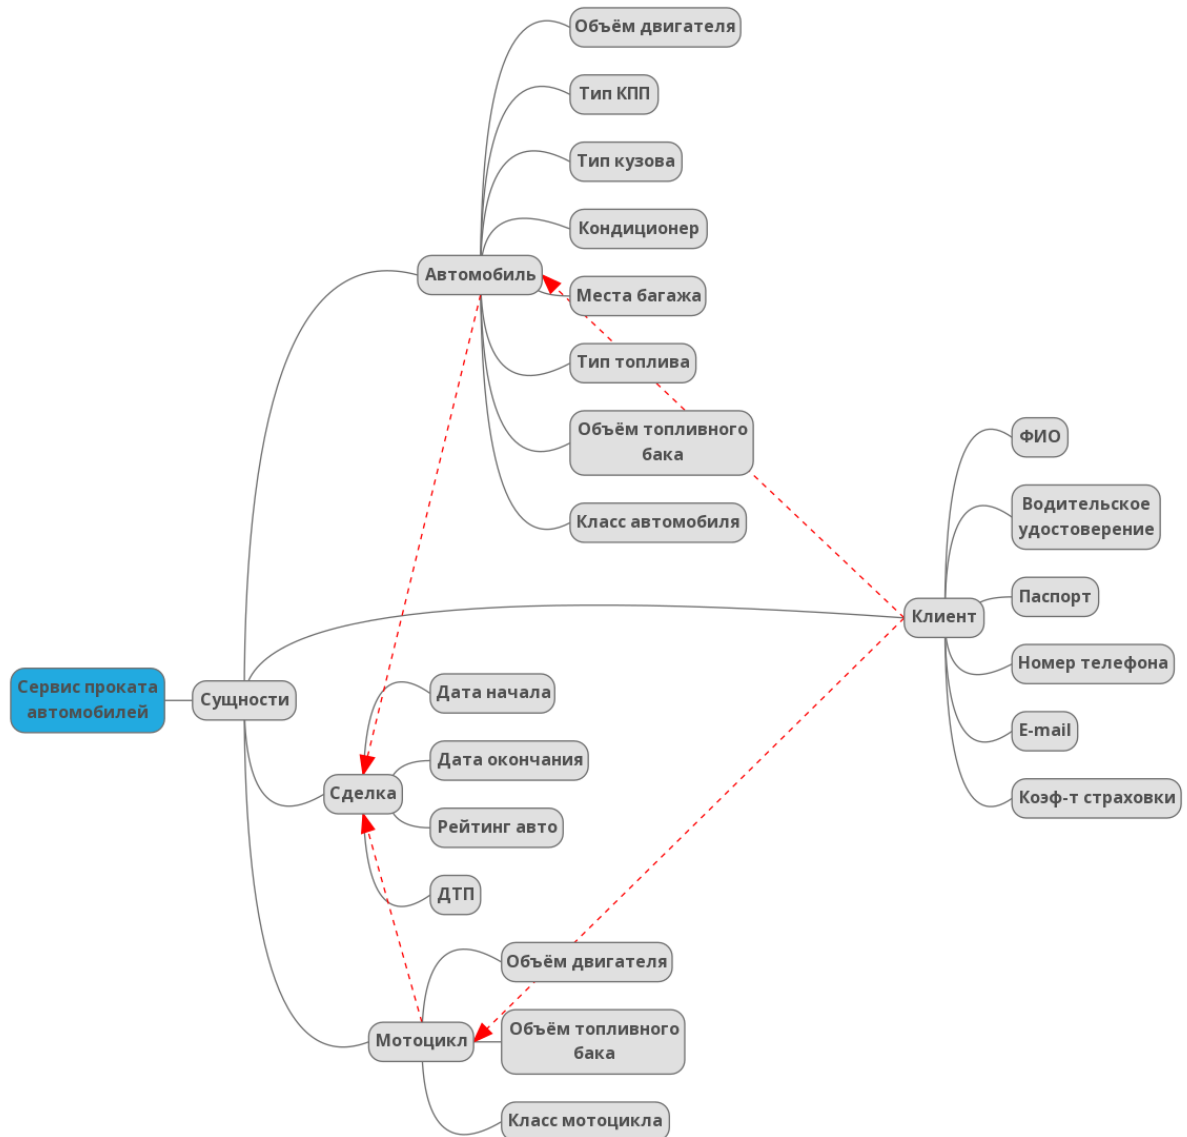 Сервис проката
автомобилей
Сущности
Автомобиль
Объём двигателя
Тип КПП
Тип кузова
Кондиционер
Места багажа
Тип топлива
Объём топливного
бака
Класс автомобиля
Клиент
ФИО
Водительское
удостоверение
Паспорт
Номер телефона
E-mail
Коэф-т страховки
Сделка
Дата начала
Дата окончания
Рейтинг авто
ДТП
Мотоцикл
Объём двигателя
Объём топливного
бака
Класс мотоцикла